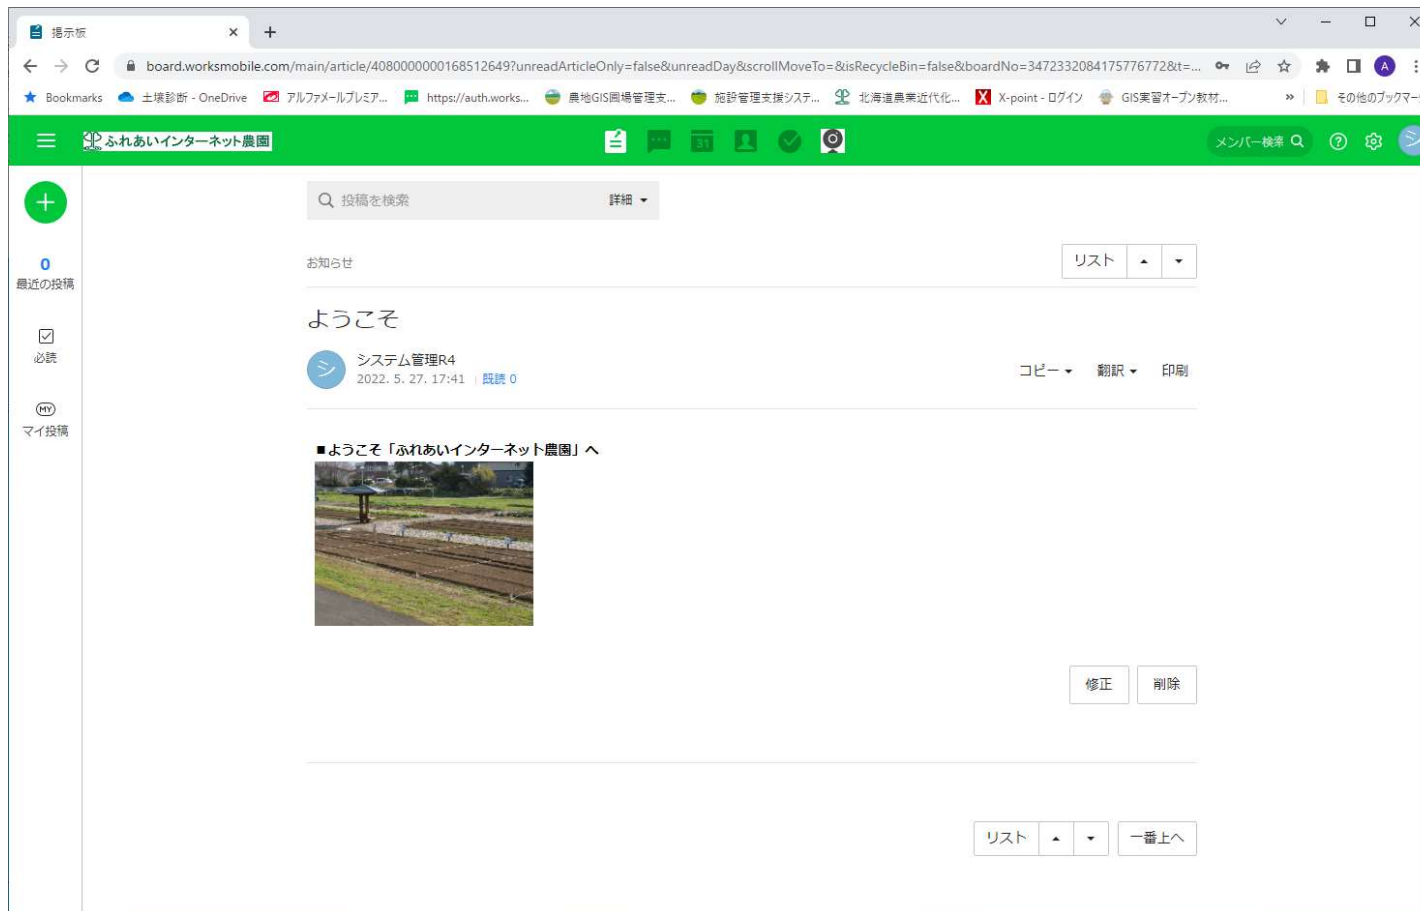 掲示板
board.worksmobile.com/main/article/4080000000168512649?unreadArticleOnly=false&unreadDay&scrollMoveTo=&isRecycleBin=false&boardNo=3472332084175776772&t=...
A
Bookmarks 土壌診断 - OneDrive アルファメールプレミア... https://auth.works... 農地GIS圃場管理支... 施設管理支援システ... 北海道農業近代化... X-point - ログイン GIS実習オープン教材... » その他のブックマー
ふれあいインターネット農園 31 メンバー検索 シ
投稿を検索 詳細
0
最近の投稿
必読
MY
マイ投稿
お知らせ リスト
ようこそ
シ システム管理R4
2022. 5. 27. 17:41 既読 0
コピー 翻訳 印刷
■ようこそ「ふれあいインターネット農園」へ
修正 削除
リスト 一番上へ